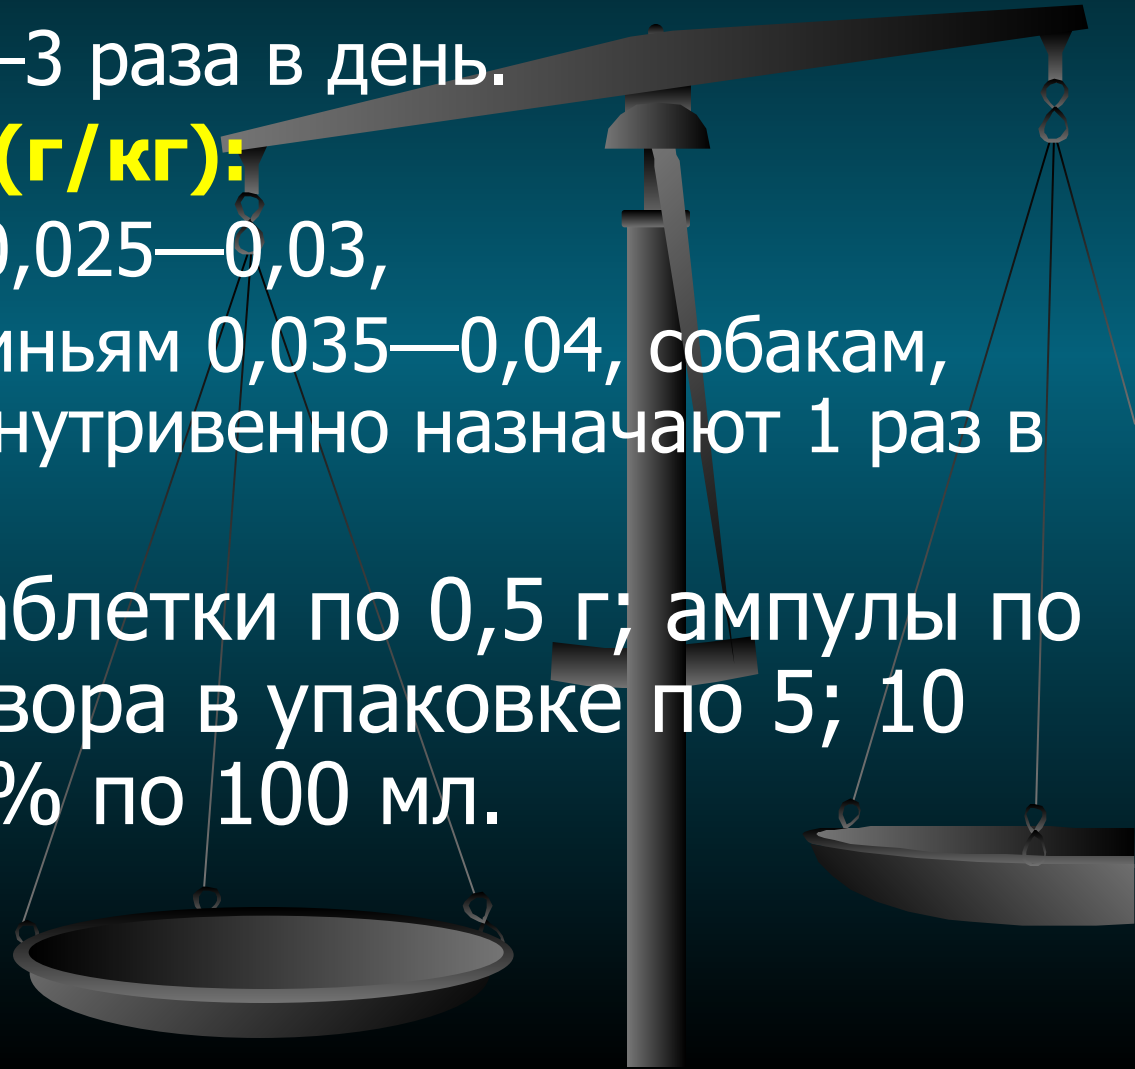 –3 раза в день.
(г/кг):
0,025—0,03,
иньям 0,035—0,04, собакам,
нутривенно назначают 1 раз в
аблетки по 0,5 г; ампулы по
вора в упаковке по 5; 10
% по 100 мл.